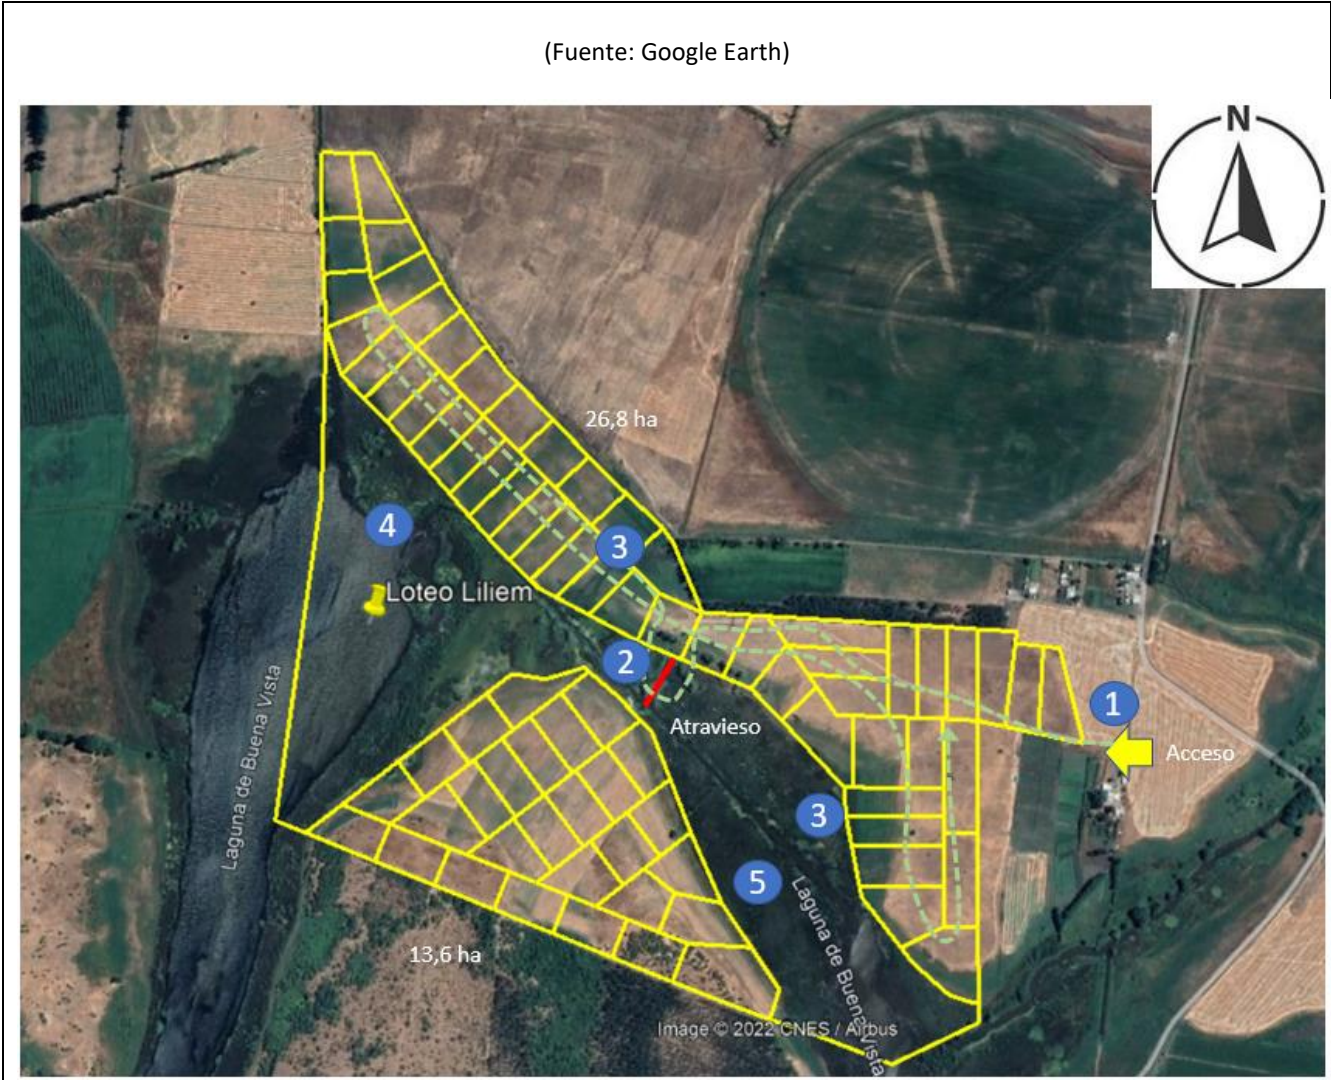 (Fuente: Google Earth)
N
26,8 ha
4
3
Loteo Liliem
2
1
Atravieso
Acceso
Laguna de Buena Vista
3
5
Laguna de Buena Vista
13,6 ha
Image © 2022 CNES / Airbus